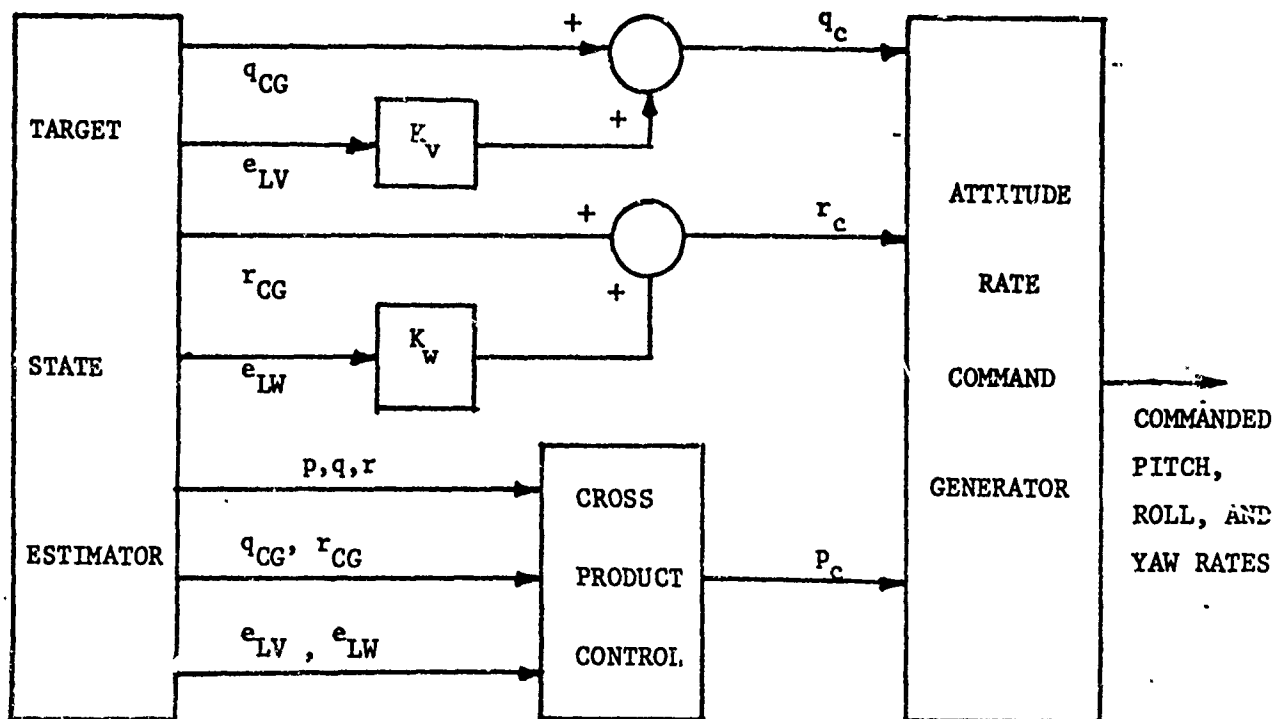 +
q_c
q_CG
TARGET
+
K_v
e_LV
ATTITUDE
+
r_c
r_CG
RATE
+
K_w
STATE
e_LW
COMMAND
COMMANDED
p,q,r
PITCH,
CROSS
GENERATOR
ROLL, AND
ESTIMATOR
q_CG, r_CG
PRODUCT
p_c
YAW RATES
e_LV , e_LW
CONTROL